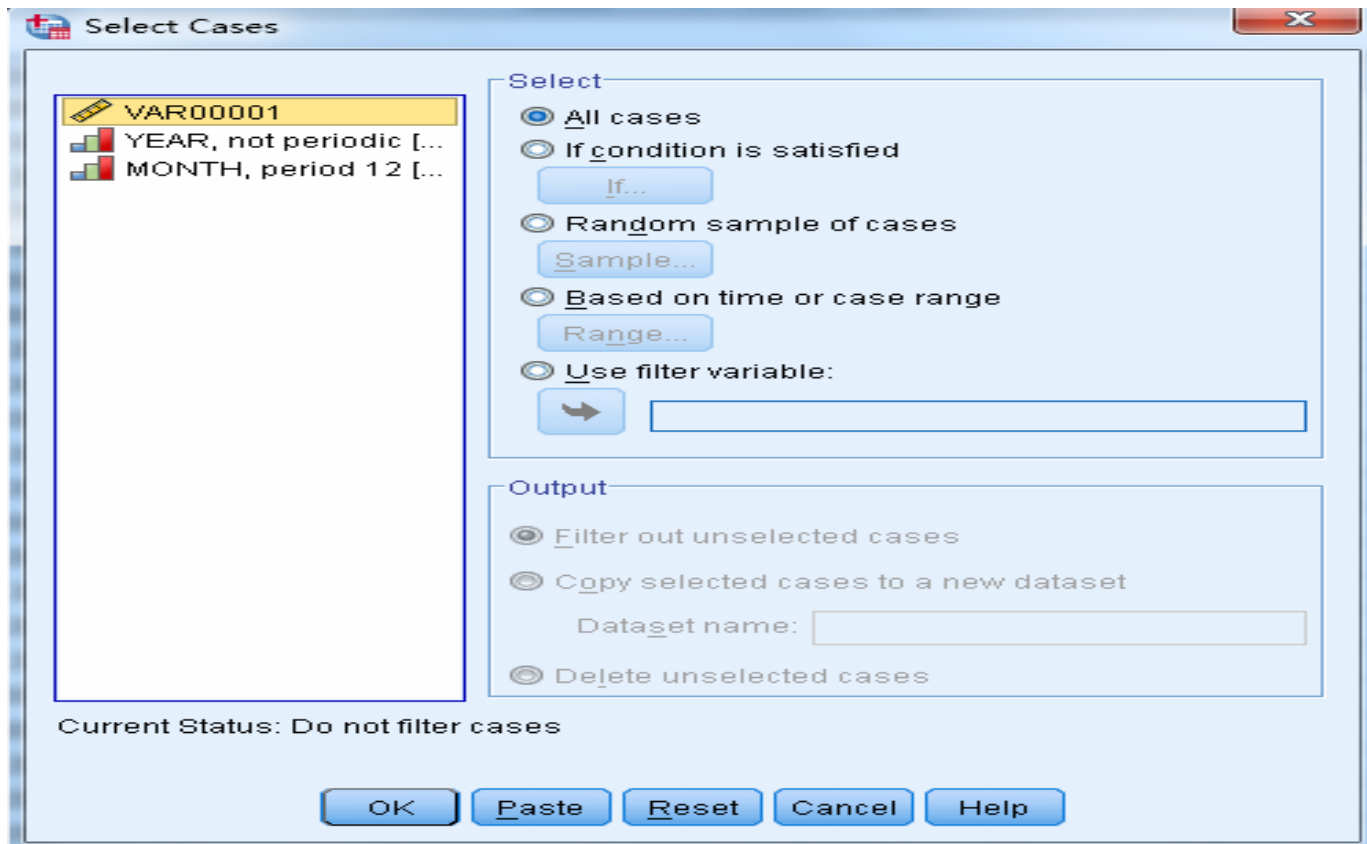 Select Cases
VAR00001
YEAR, not periodic [...
MONTH, period 12 [...
Select
All cases
If condition is satisfied
If...
Random sample of cases
Sample...
Based on time or case range
Range...
Use filter variable:
Output
Filter out unselected cases
Copy selected cases to a new dataset
Dataset name:
Delete unselected cases
Current Status: Do not filter cases
OK Paste Reset Cancel Help